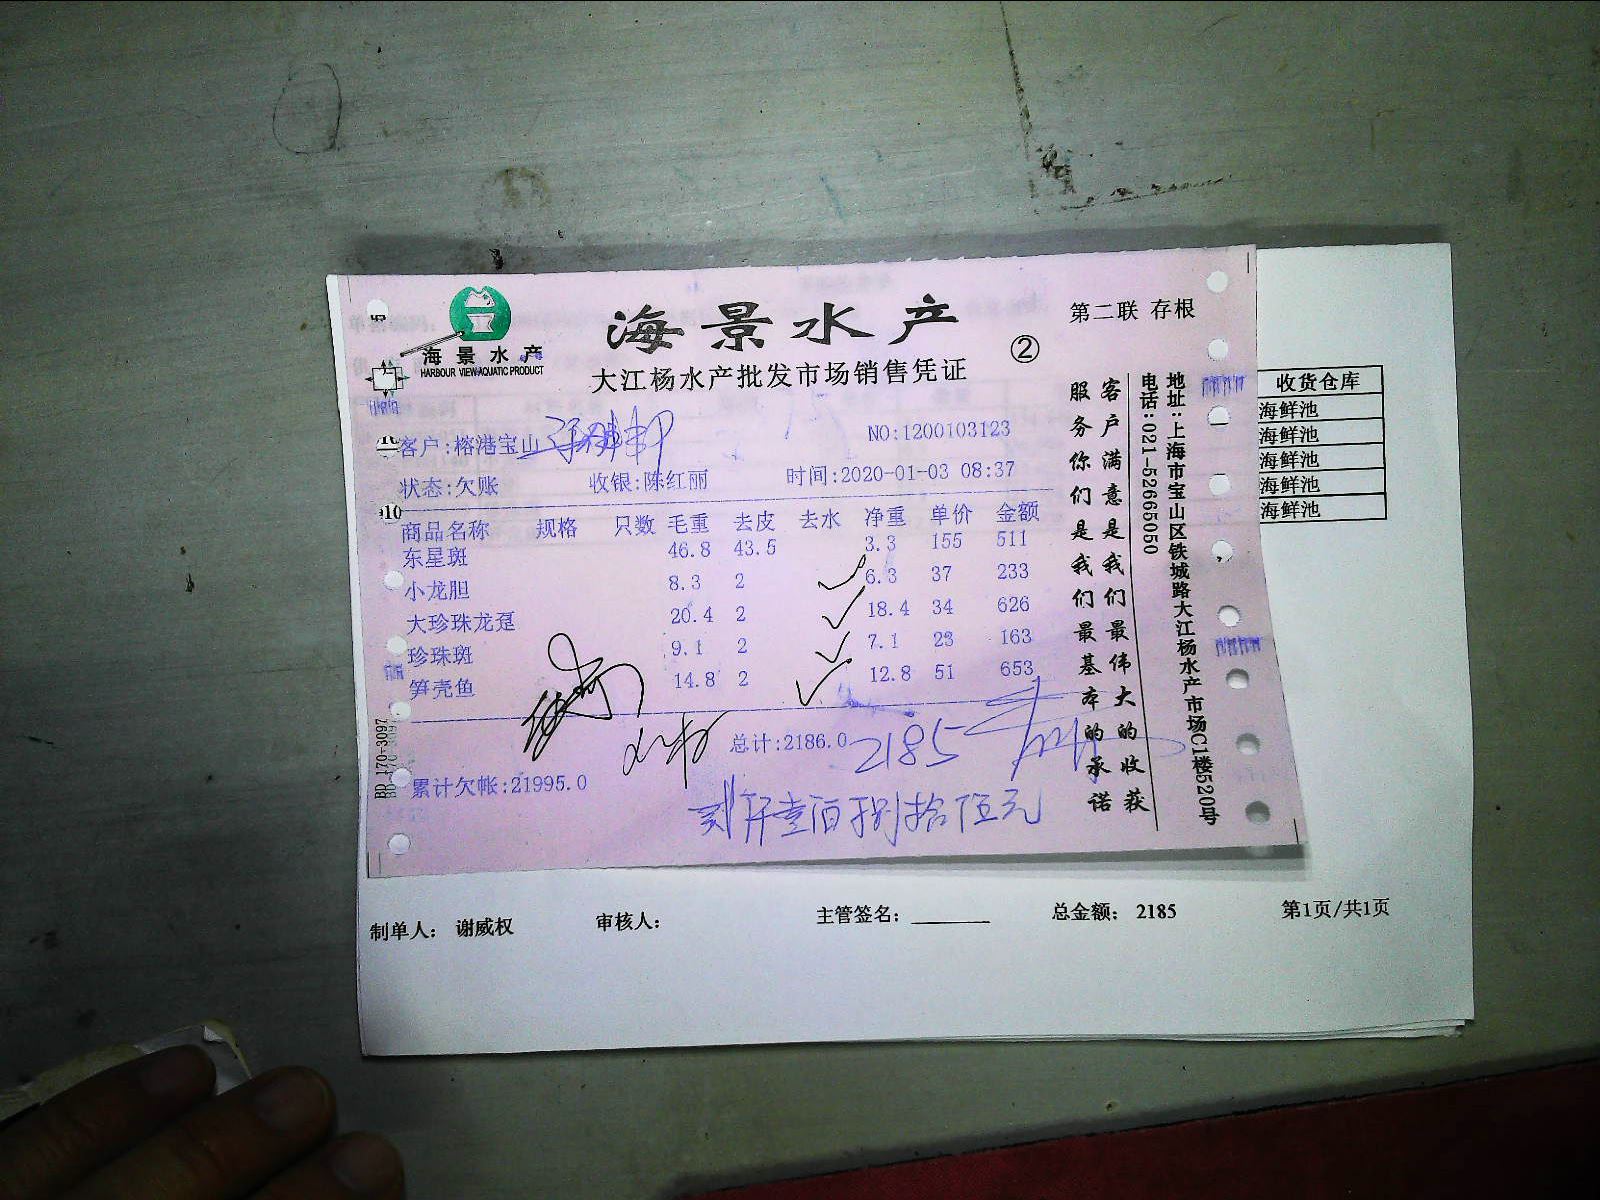 海景水产
HARBOUR VIEW AQUATIC PRODUCT
海景水产
大江杨水产批发市场销售凭证
②
第二联 存根
客户:榕港宝山
NO:1200103123
状态:欠账 收银:陈红丽 时间:2020-01-03 08:37
商品名称 规格 只数 毛重 去皮 去水 净重 单价 金额
东星斑 46.8 43.5 3.3 155 511
小龙胆 8.3 2 6.3 37 233
大珍珠龙趸 20.4 2 18.4 34 626
珍珠斑 9.1 2 7.1 23 163
笋壳鱼 14.8 2 12.8 51 653
总计:2186.0 2185
累计欠帐:21995.0
贰仟壹佰捌拾伍元
客户满意是我们最伟大的收获
服务你们是我们最基本的承诺
地址:上海市宝山区铁城路大江杨水产市场C1楼5520号
电话:021-52665050
BD-170-3097
收货仓库
海鲜池
海鲜池
海鲜池
海鲜池
海鲜池
制单人: 谢威权 审核人: 主管签名: 总金额: 2185 第1页/共1页